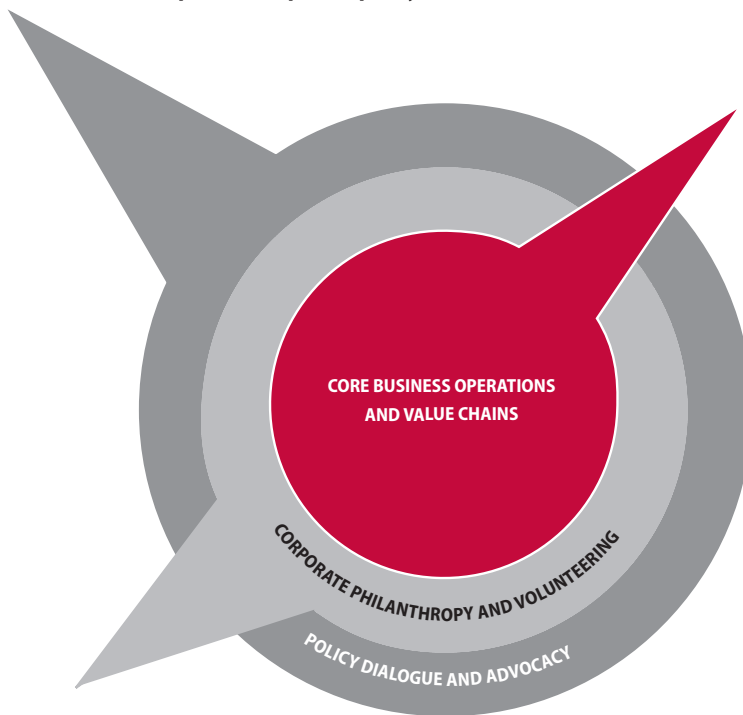 CORE BUSINESS OPERATIONS
AND VALUE CHAINS
CORPORATE PHILANTHROPY AND VOLUNTEERING
POLICY DIALOGUE AND ADVOCACY